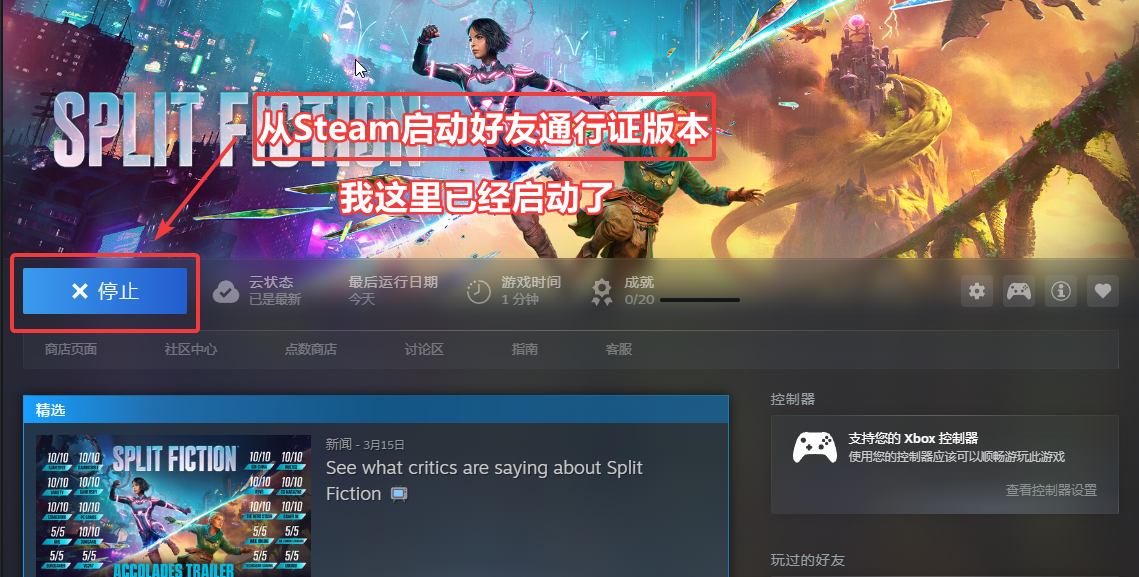 SPLIT FICTION
从Steam启动好友通行证版本
我这里已经启动了
停止
云状态
已是最新
最后运行日期
今天
游戏时间
1 分钟
成就
0/20
商店页面
社区中心
点数商店
讨论区
指南
客服
精选
新闻 - 3月15日
See what critics are saying about Split
Fiction
10/10 10/10
SPLIT FICTION
10/10 10/10
10/10 10/10
10/10 10/10
10/10 10/10
10/10 10/10
5/5 10/10
5/5 5/5
5/5 5/5
5/5 5/5
ACCOLADES TRAILER
控制器
支持您的 Xbox 控制器
使用您的控制器应该可以顺畅游玩此游戏
查看控制器设置
玩过的好友